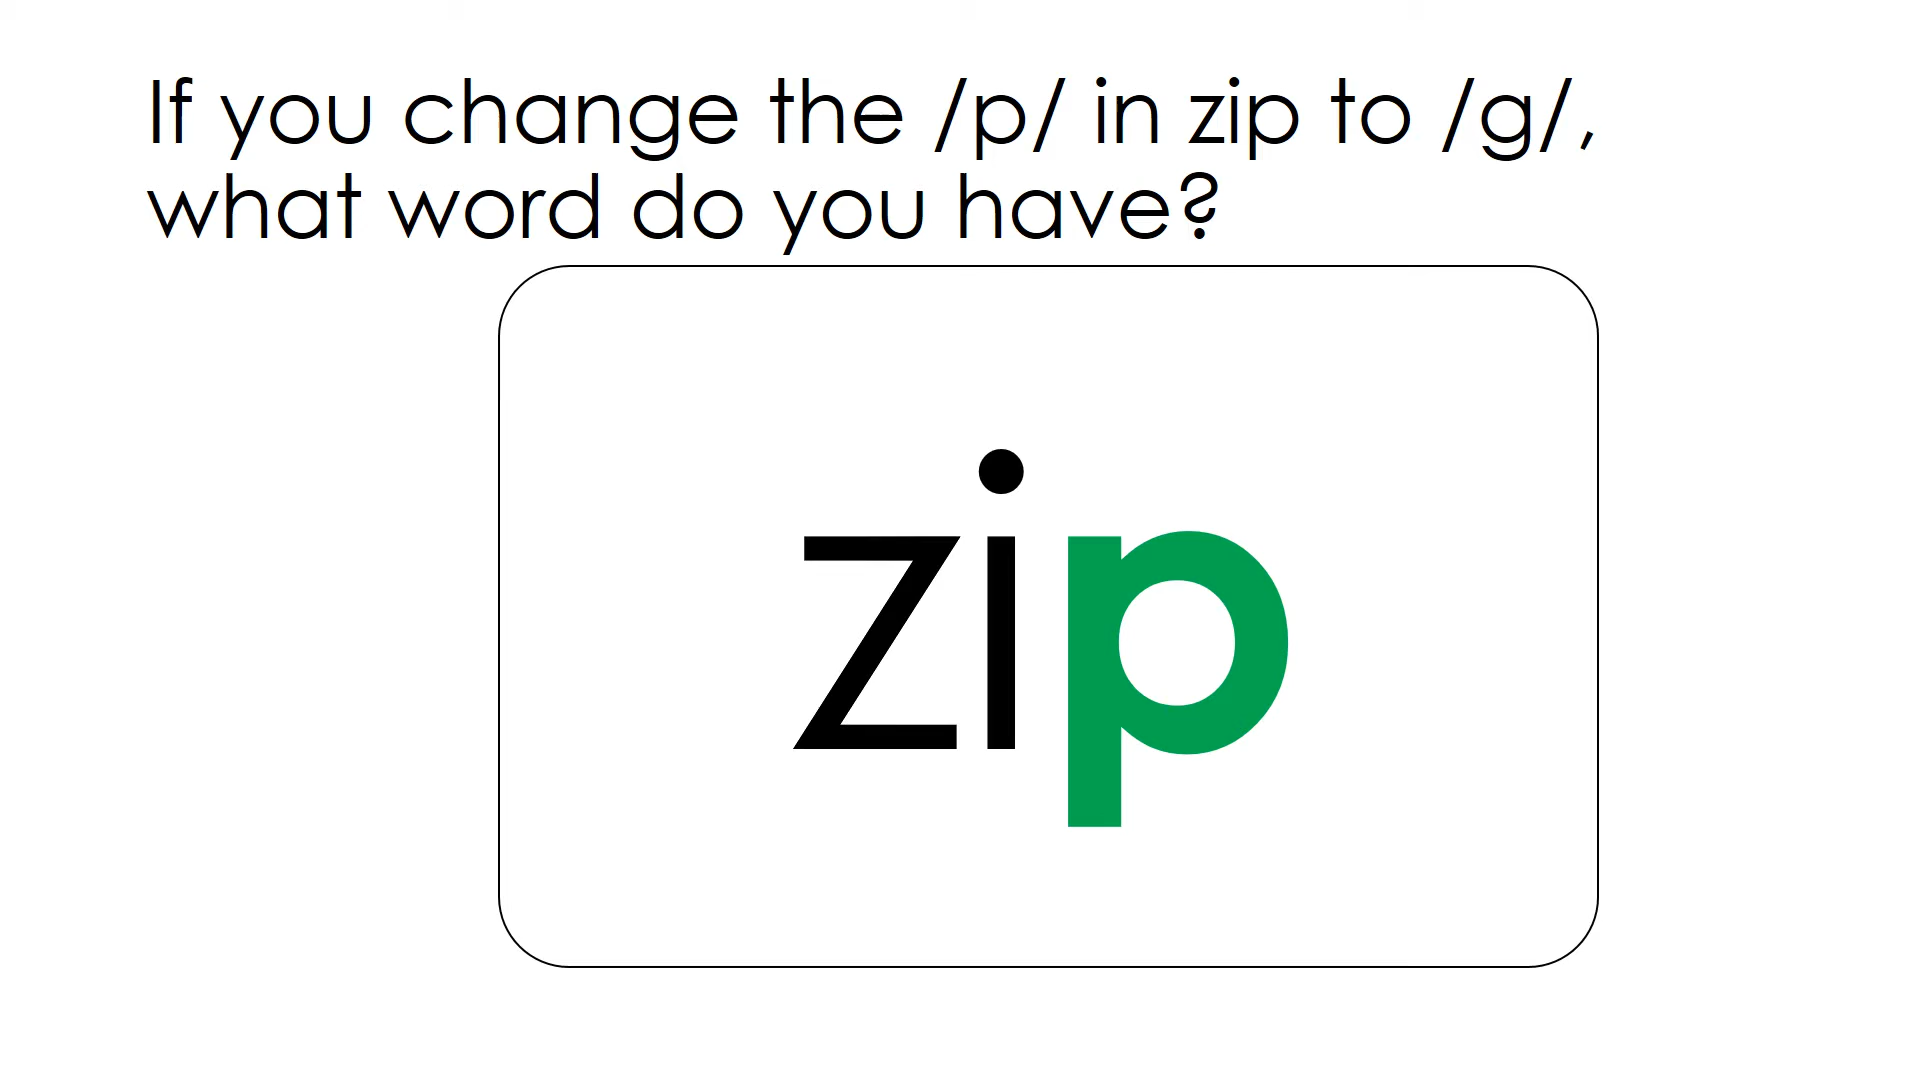 If you change the /p/ in zip to /g/,
what word do you have?
zip